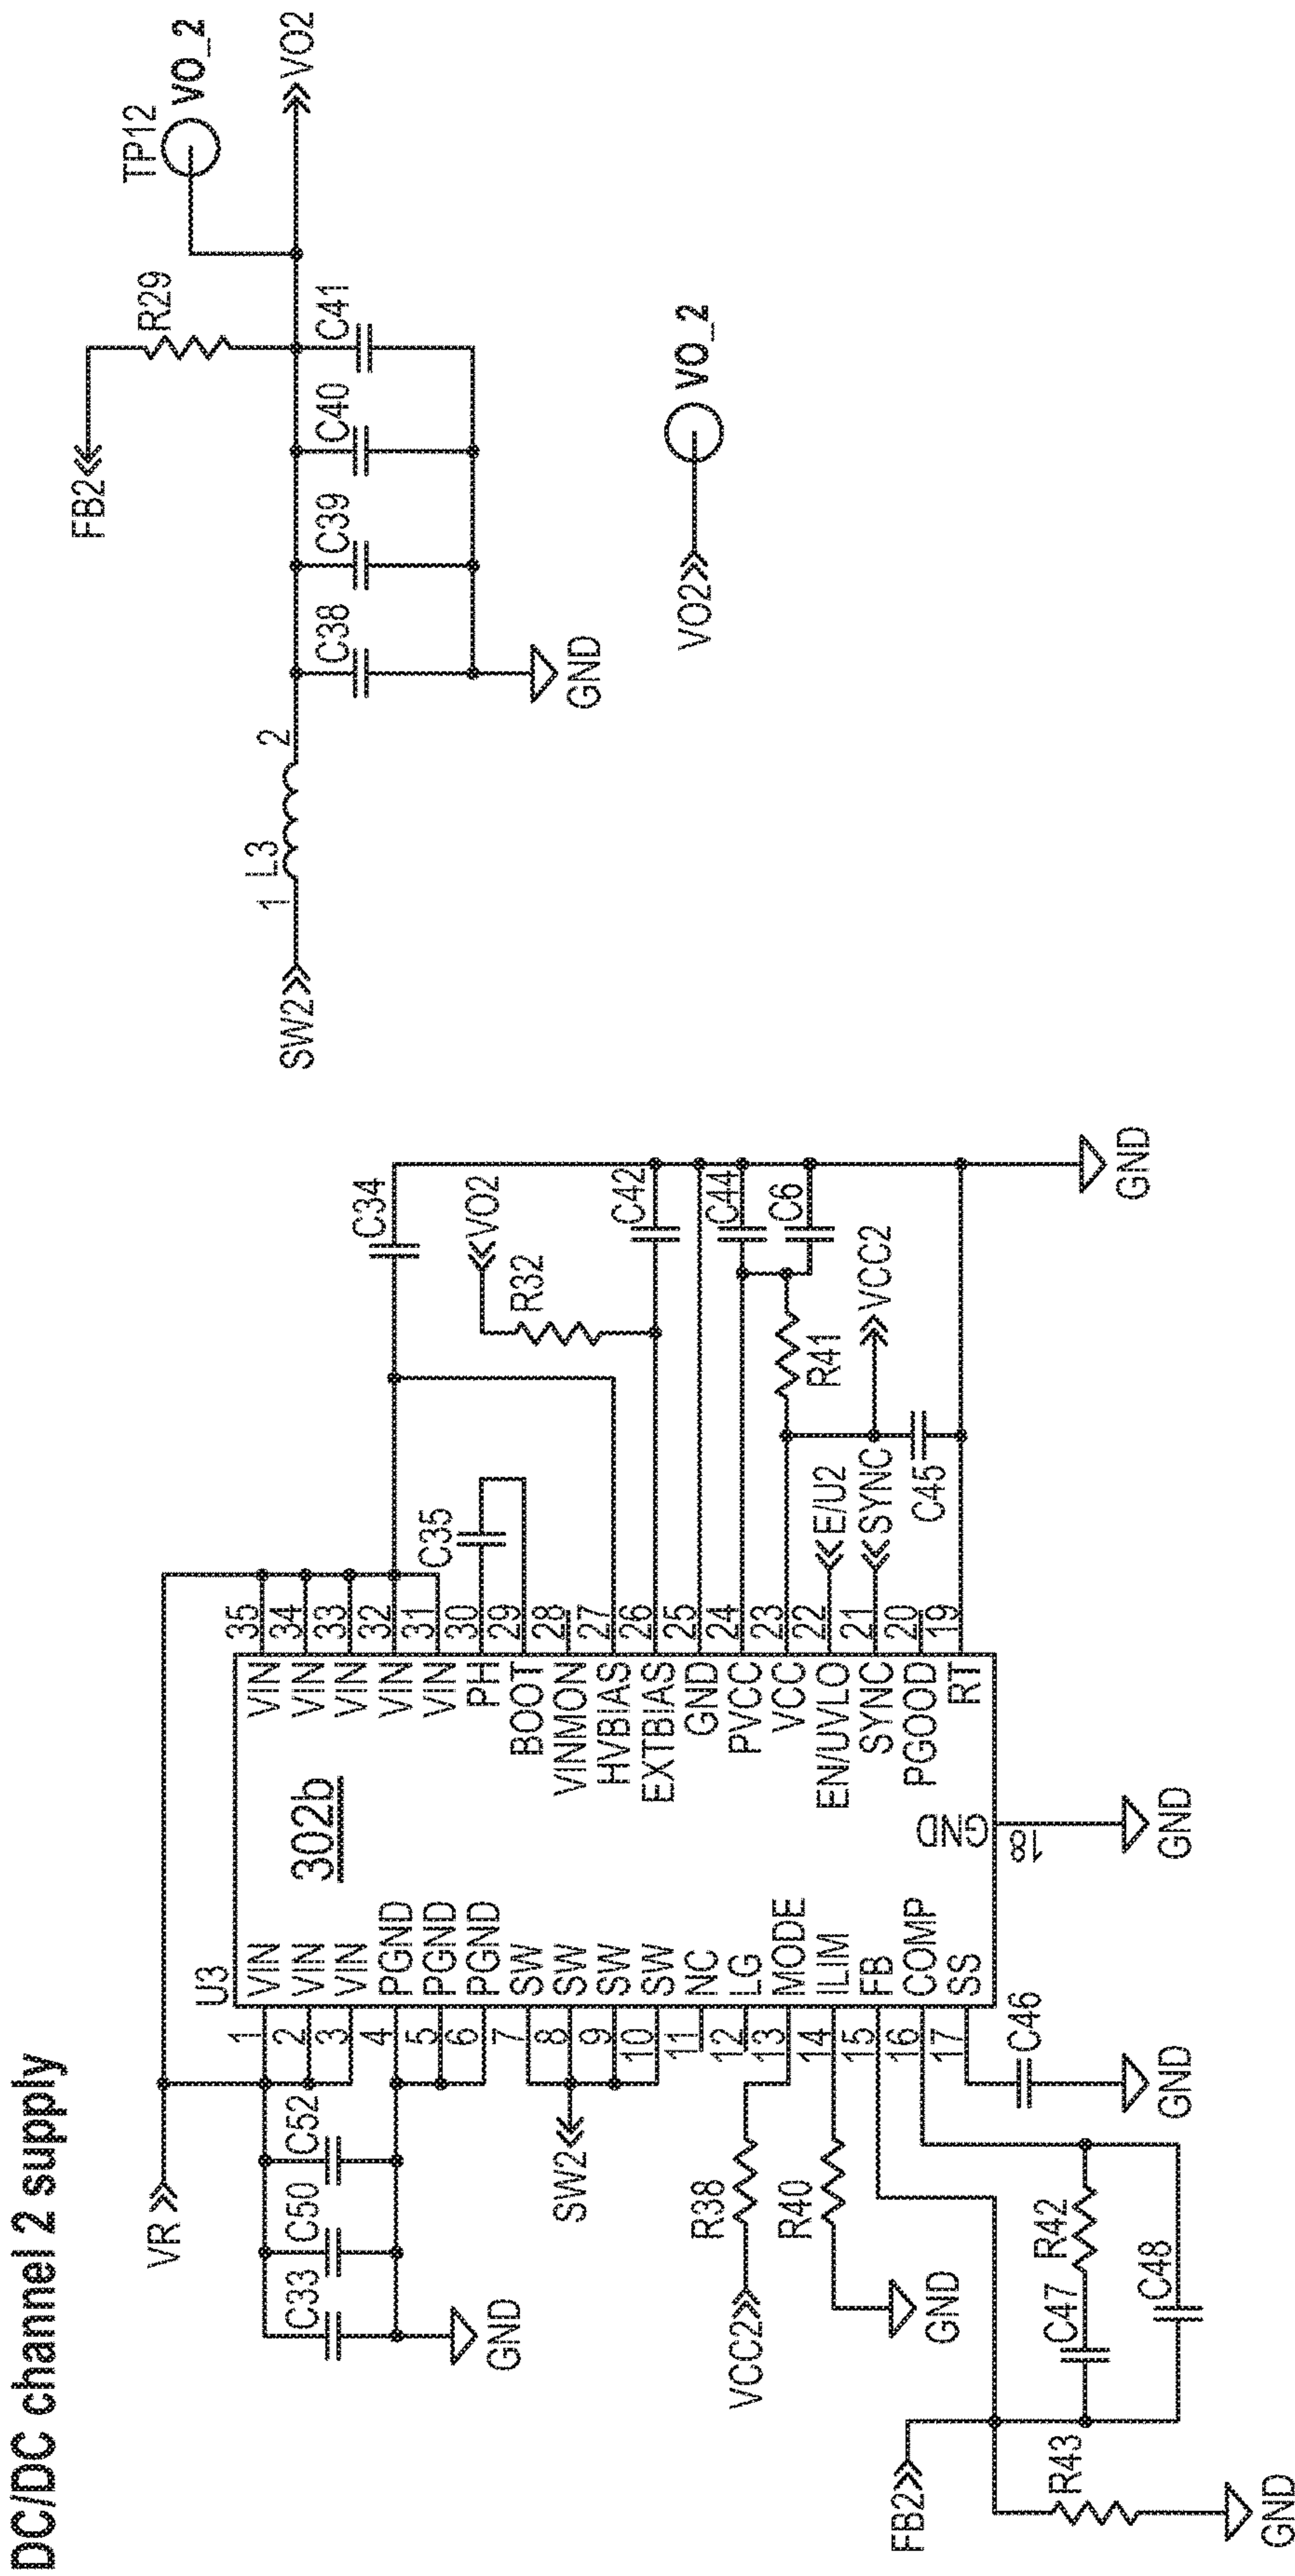 DC/DC channel 2 supply
VR
C33
C50
C52
GND
U3
302b
1 VIN
2 VIN
3 VIN
4 PGND
5 PGND
6 PGND
7 SW
8 SW
9 SW
10 SW
11 NC
12 LG
13 MODE
14 ILIM
15 FB
16 COMP
17 SS
GND
18
VIN 35
VIN 34
VIN 33
VIN 32
VIN 31
PH 30
BOOT 29
VINMON 28
HVBIAS 27
EXTBIAS 26
GND 25
PVCC 24
VCC 23
EN/UVLO 22
SYNC 21
PGOOD 20
RT 19
SW2
VCC2
R38
R40
GND
FB2
R43
GND
C47
R42
C48
C46
GND
GND
C35
C34
VO2
R32
C42
C44
C6
R41
E/U2
SYNC
VCC2
C45
GND
SW2
1
L3
2
C38
C39
C40
C41
GND
FB2
R29
TP12
VO_2
VO2
VO2
VO_2